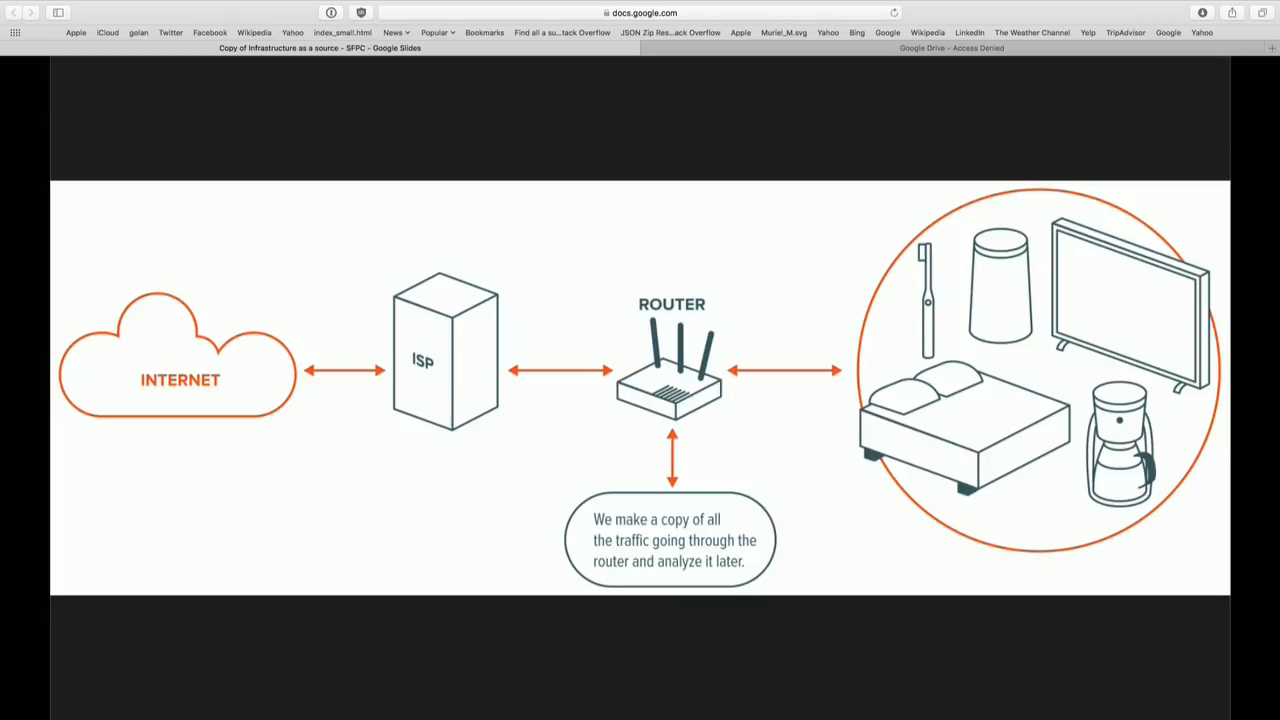 docs.google.com
Apple iCloud golan Twitter Facebook Wikipedia Yahoo index_small.html News Popular Bookmarks Find all a su...tack Overflow JSON Zip Res...ack Overflow Apple Muriel_M.svg Yahoo Bing Google Wikipedia LinkedIn The Weather Channel Yelp TripAdvisor Google Yahoo
Copy of Infrastructure as a source - SFPC - Google Slides Google Drive - Access Denied
INTERNET
ISP
ROUTER
We make a copy of all
the traffic going through the
router and analyze it later.